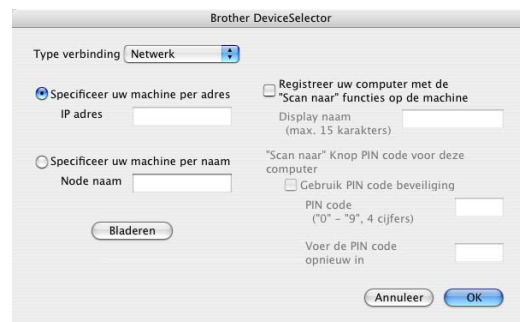 Brother DeviceSelector
Type verbinding Netwerk
Specificeer uw machine per adres
IP adres
Specificeer uw machine per naam
Node naam
Bladeren
Registreer uw computer met de
"Scan naar" functies op de machine
Display naam
(max. 15 karakters)
"Scan naar" Knop PIN code voor deze
computer
Gebruik PIN code beveiliging
PIN code
("0" - "9", 4 cijfers)
Voer de PIN code
opnieuw in
Annuleer OK